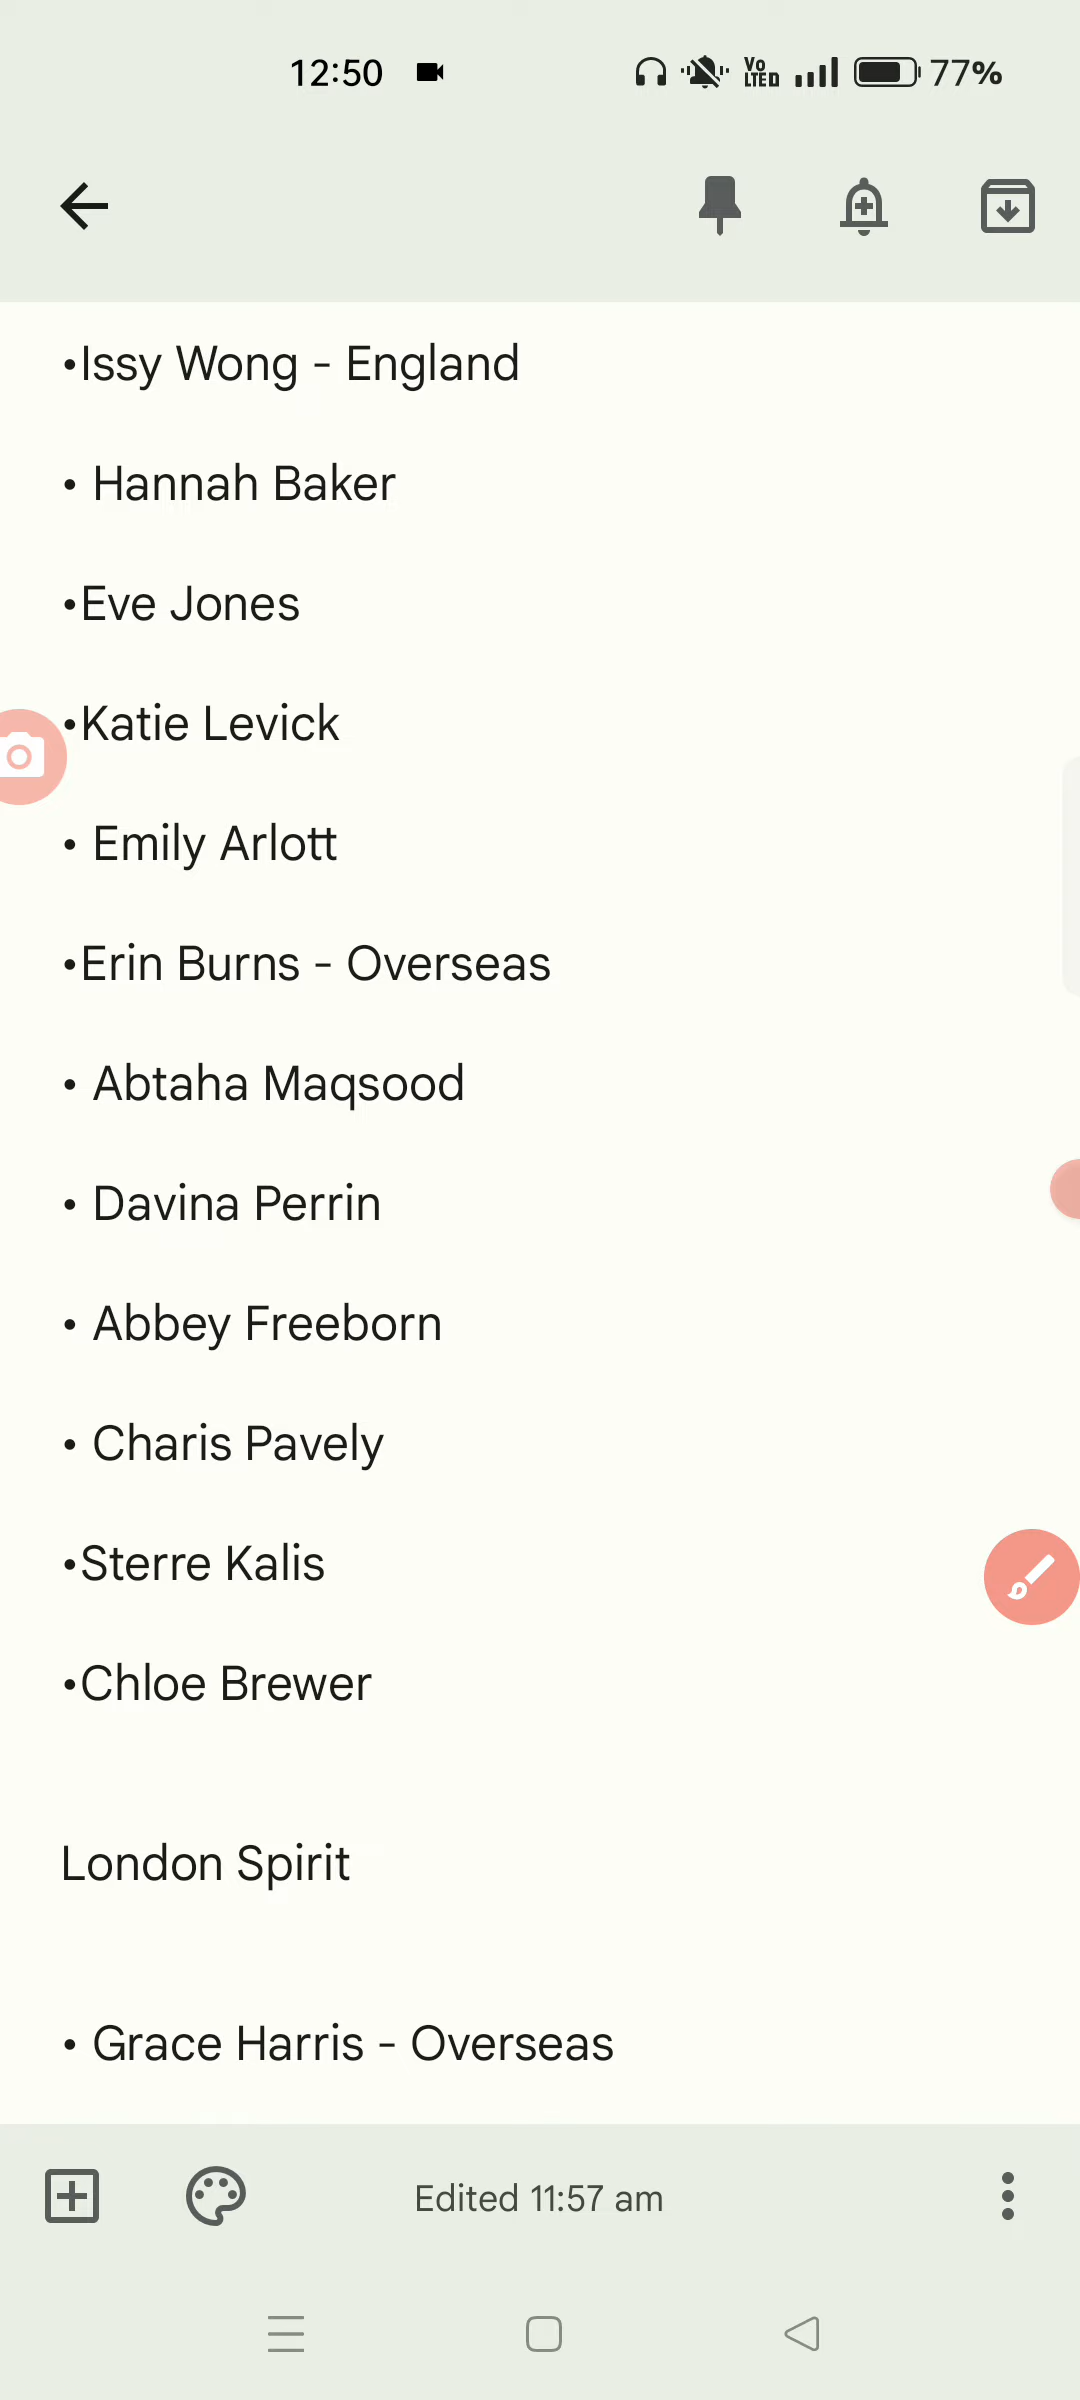 12:50 Vo LTED 77%
•Issy Wong - England
• Hannah Baker
•Eve Jones
•Katie Levick
• Emily Arlott
•Erin Burns - Overseas
• Abtaha Maqsood
• Davina Perrin
• Abbey Freeborn
• Charis Pavely
•Sterre Kalis
•Chloe Brewer
London Spirit
• Grace Harris - Overseas
Edited 11:57 am